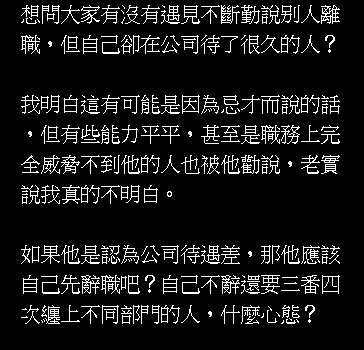 想問大家有沒有遇見不斷勤說別人離
職，但自己卻在公司待了很久的人？
我明白這有可能是因為忌才而說的話
，但有些能力平平，甚至是職務上完
全威脅不到他的人也被他勸說，老實
說我真的不明白。
如果他是認為公司待遇差，那他應該
自己先辭職吧？自己不辭還要三番四
次纏上不同部門的人，什麼心態？